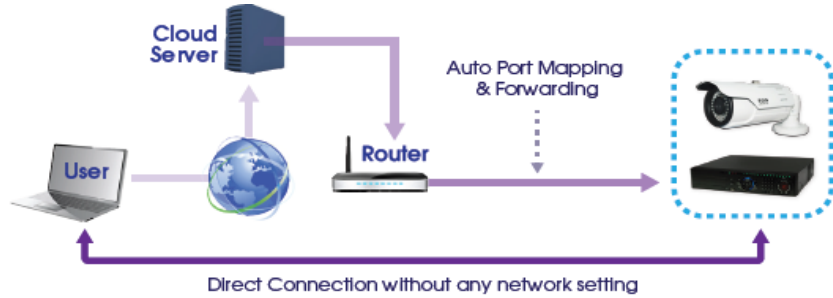 Cloud
Server
Auto Port Mapping
& Forwarding
Router
User
Direct Connection without any network setting